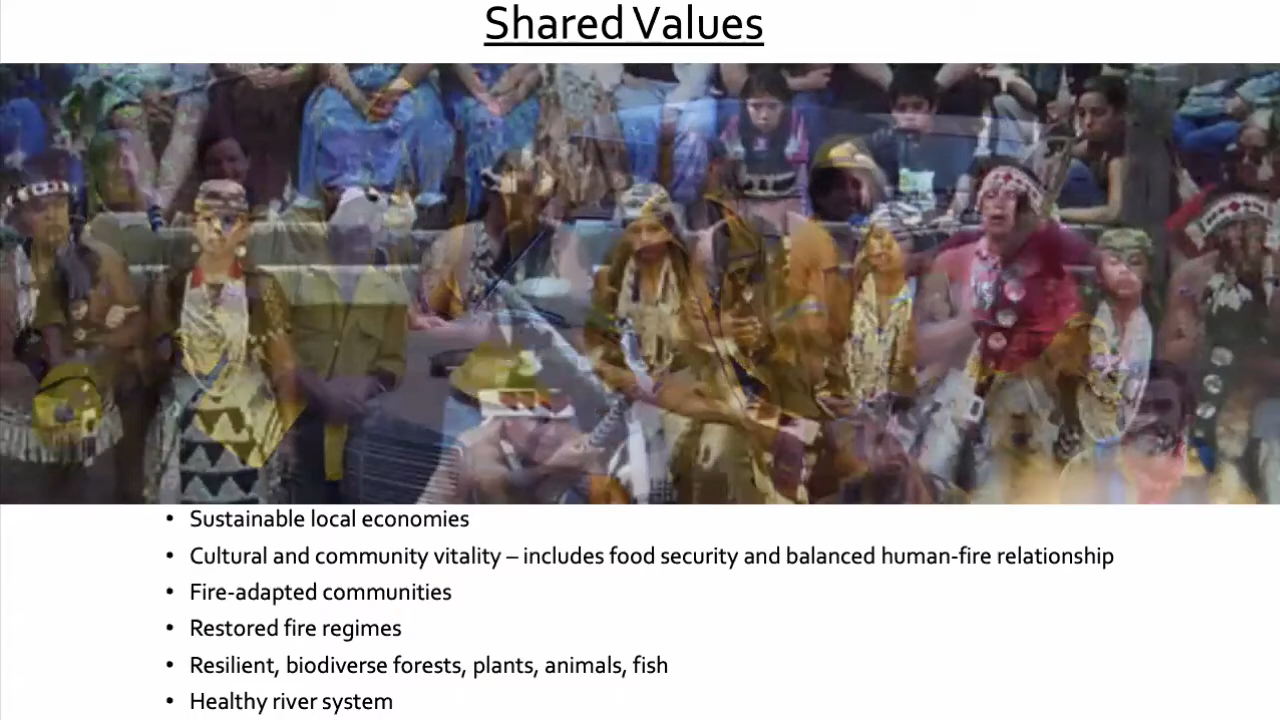 Shared Values
• Sustainable local economies
• Cultural and community vitality – includes food security and balanced human-fire relationship
• Fire-adapted communities
• Restored fire regimes
• Resilient, biodiverse forests, plants, animals, fish
• Healthy river system